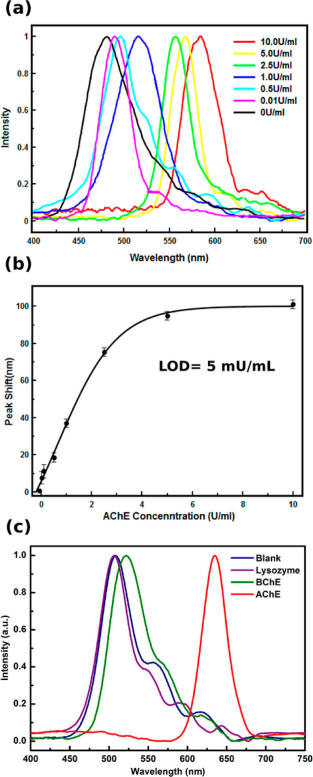 (a)
10.0U/ml
5.0U/ml
2.5U/ml
1.0U/ml
0.5U/ml
0.01U/ml
0U/ml
Intensity
1
0.8
0.6
0.4
0.2
0
400 450 500 550 600 650 700
Wavelength (nm)
(b)
Peak Shift(nm)
100
80
60
40
20
0
LOD= 5 mU/mL
0 2 4 6 8 10
AChE Concenntration (U/ml)
(c)
Blank
Lysozyme
BChE
AChE
Intensity (a.u.)
1.0
0.8
0.6
0.4
0.2
0.0
400 450 500 550 600 650 700 750
Wavelength (nm)